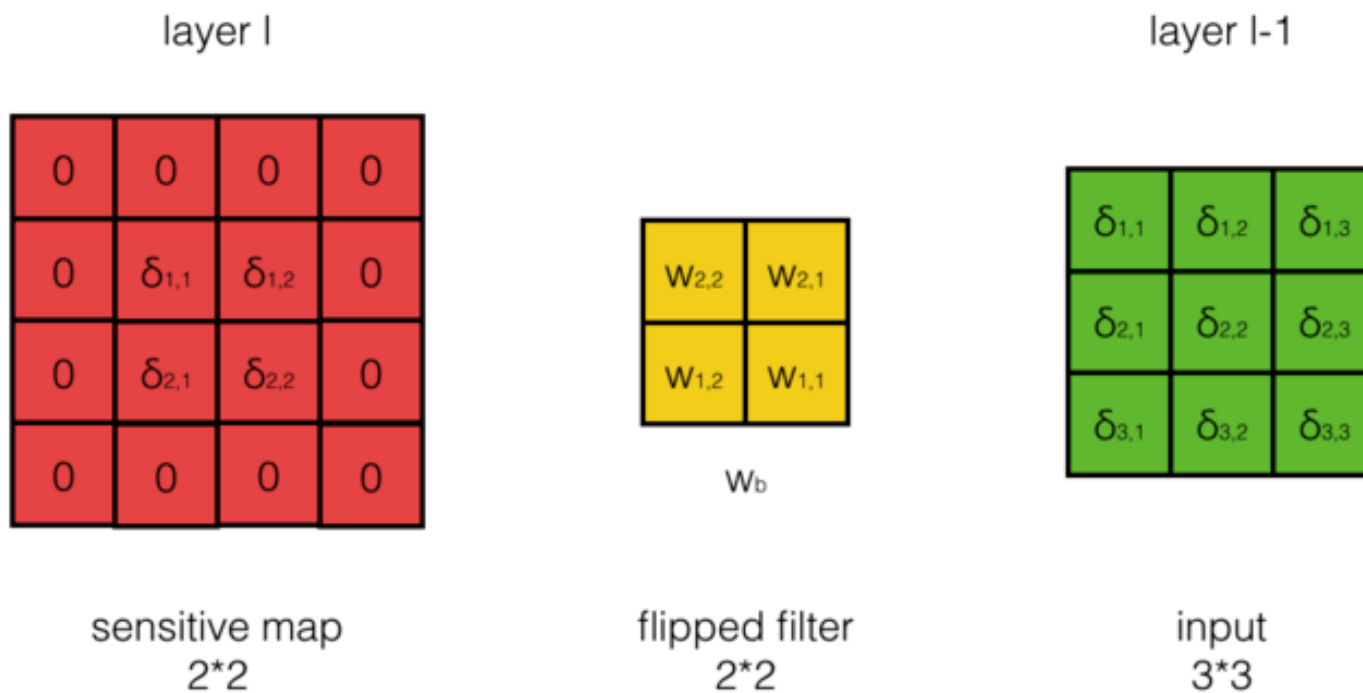 layer l
layer l-1
0 0 0 0
0 δ1,1 δ1,2 0
0 δ2,1 δ2,2 0
0 0 0 0
w2,2 w2,1
w1,2 w1,1
wb
δ1,1 δ1,2 δ1,3
δ2,1 δ2,2 δ2,3
δ3,1 δ3,2 δ3,3
sensitive map
2*2
flipped filter
2*2
input
3*3